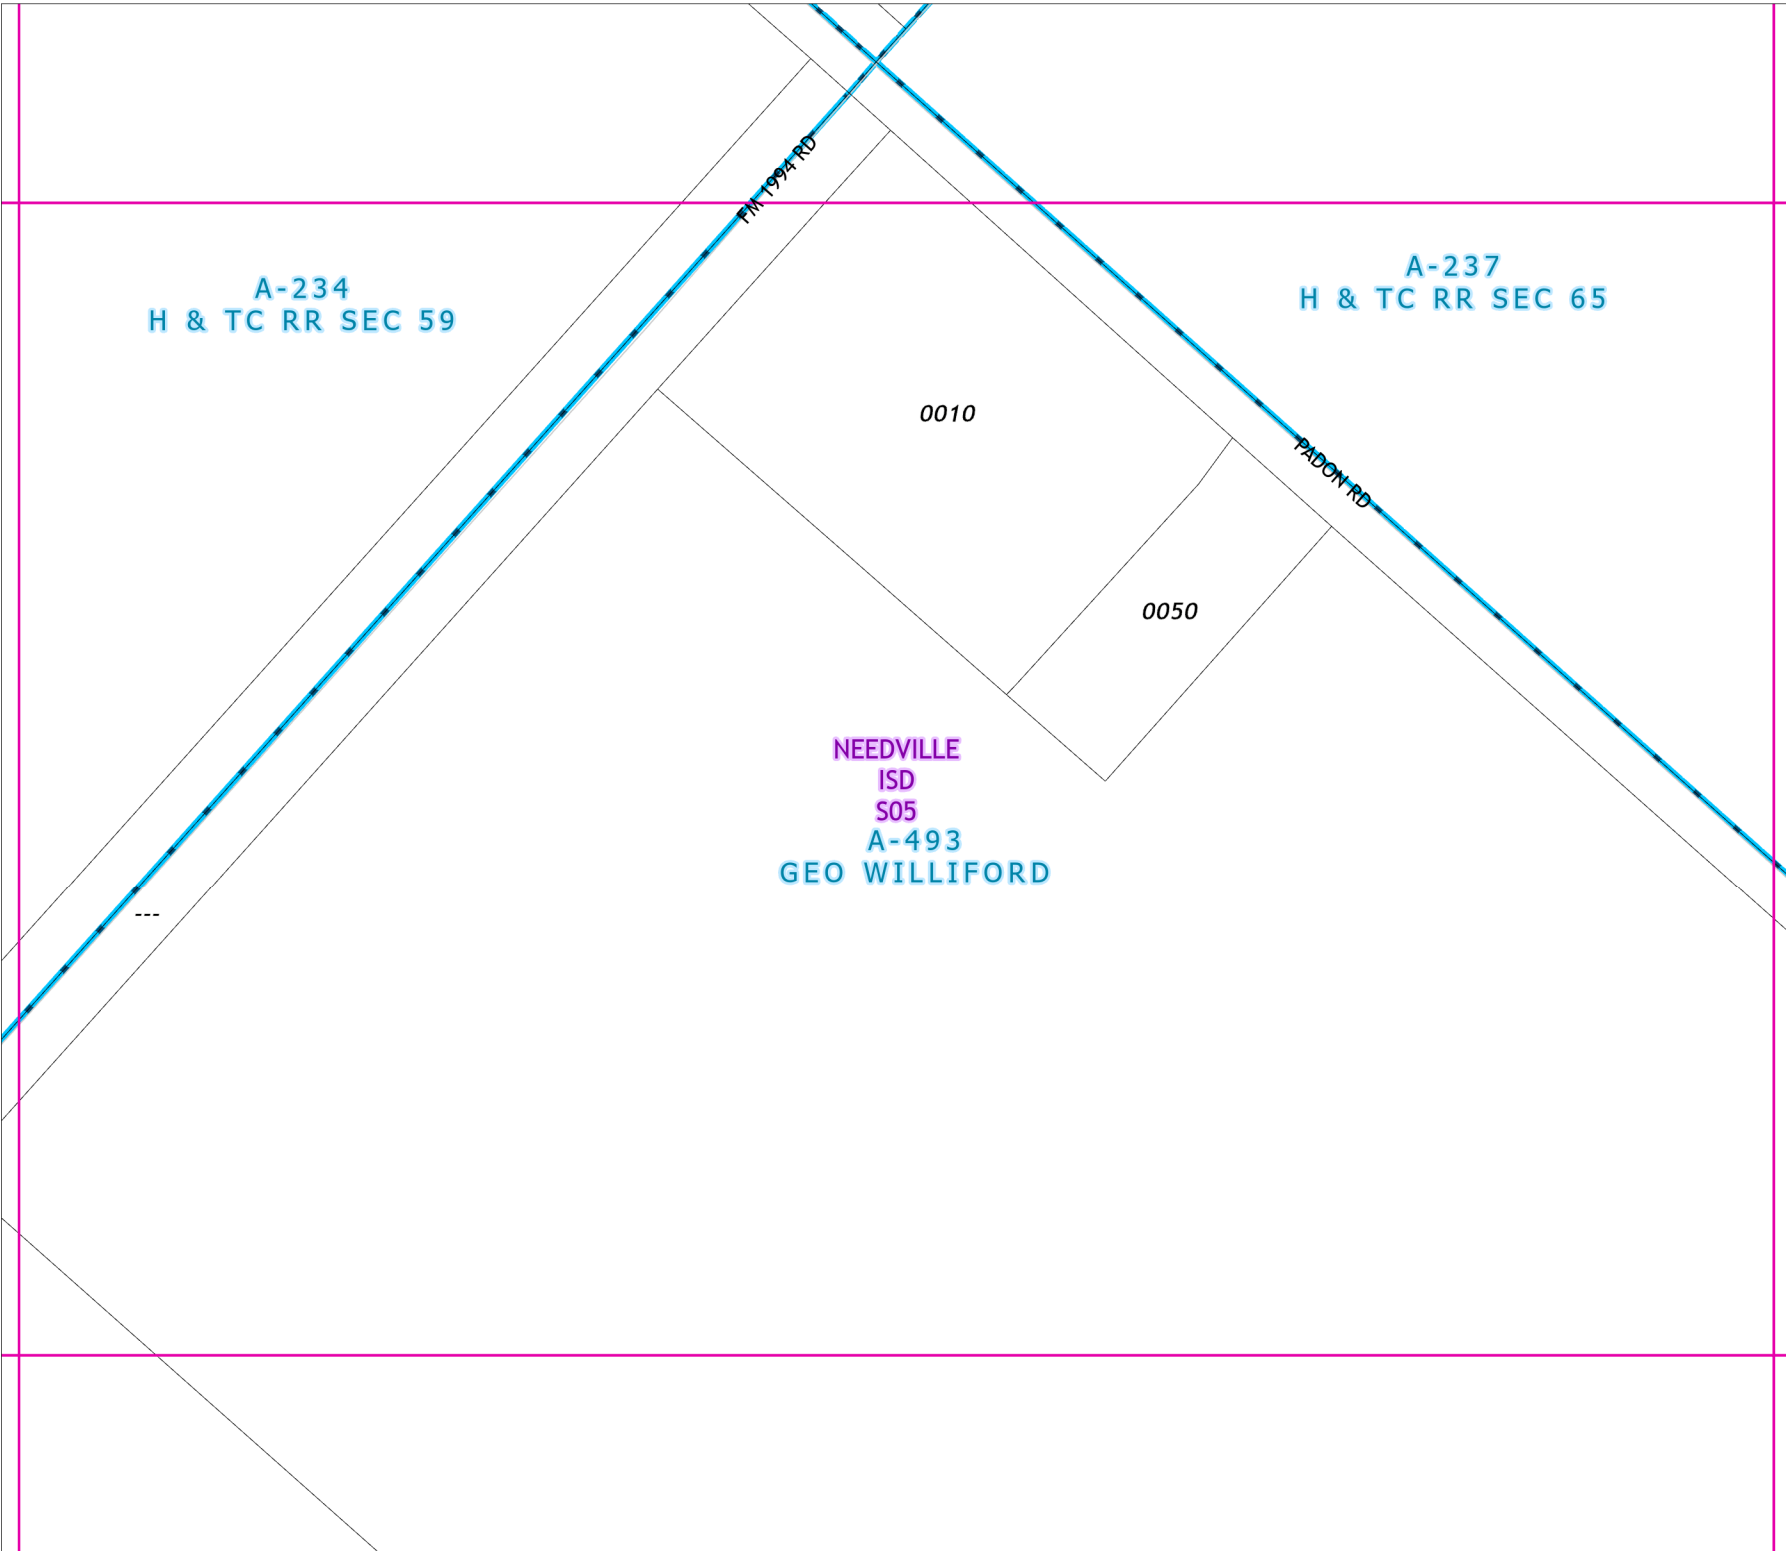 FM 1994 RD
A-234
H & TC RR SEC 59
A-237
H & TC RR SEC 65
0010
PADON RD
0050
NEEDVILLE
ISD
S05
A-493
GEO WILLIFORD
---